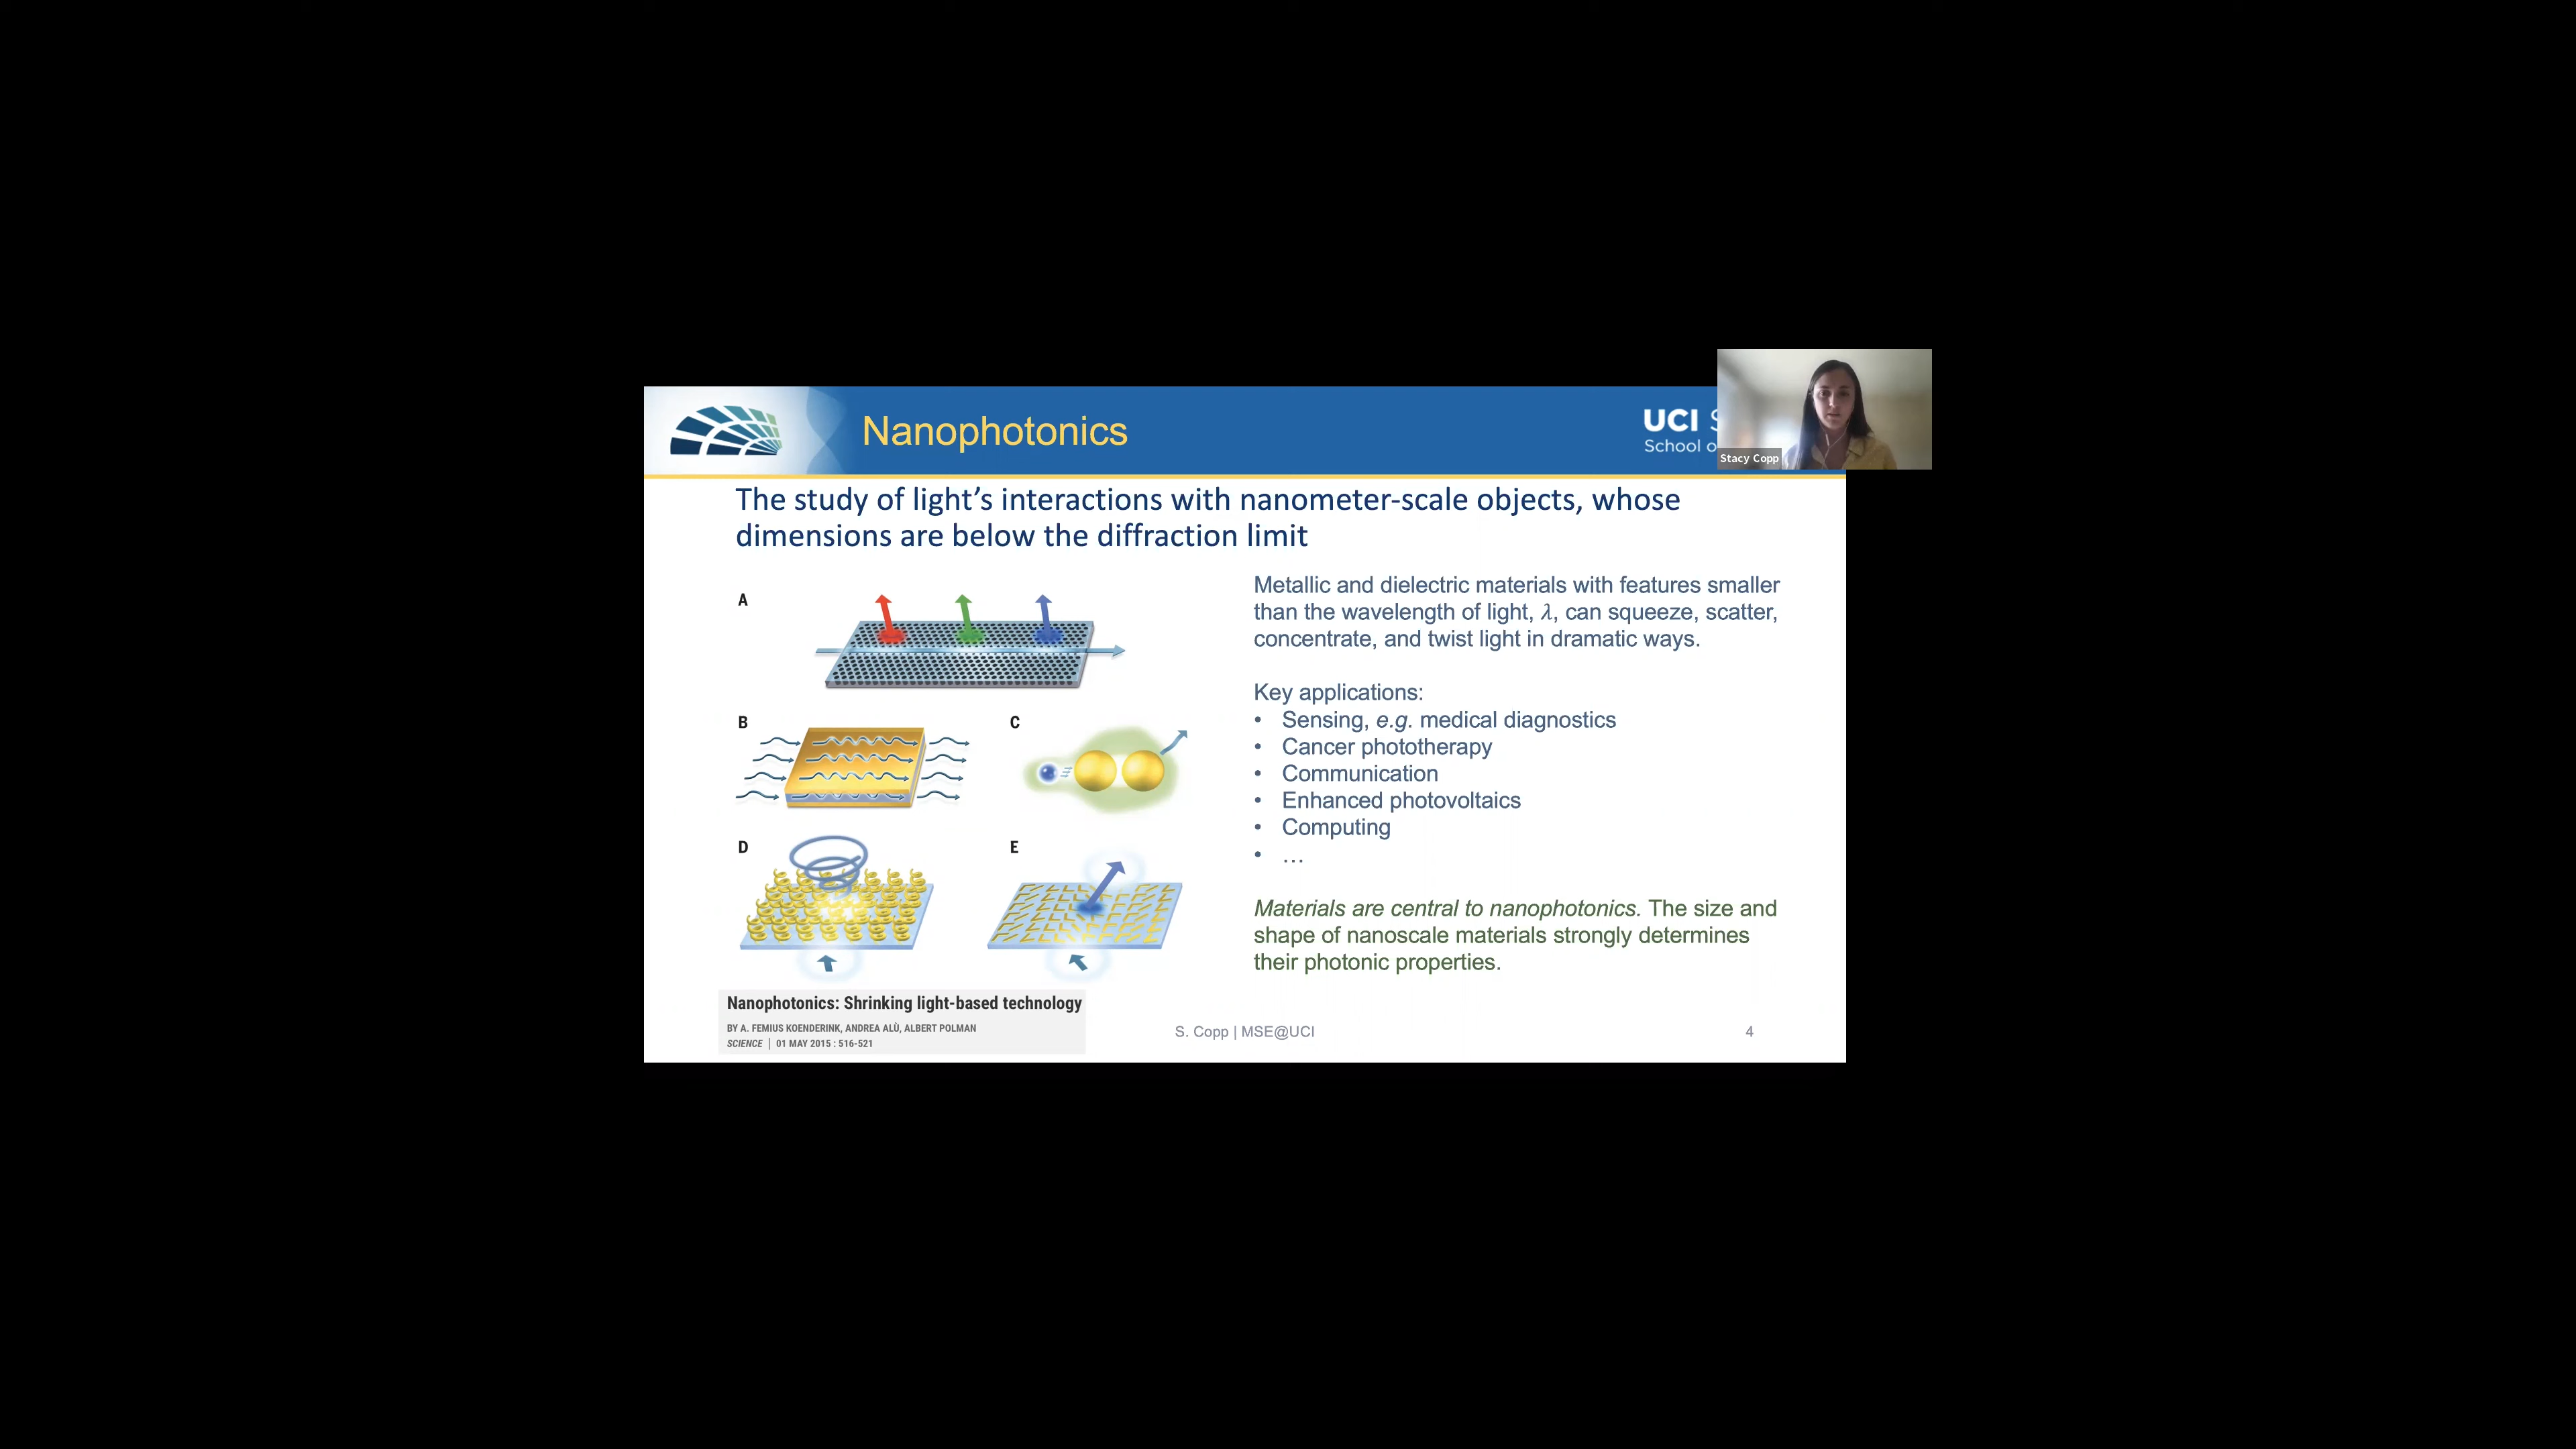 Nanophotonics
UCI
School
Stacy Copp
The study of light’s interactions with nanometer-scale objects, whose
dimensions are below the diffraction limit
A
B
C
D
E
Metallic and dielectric materials with features smaller
than the wavelength of light, λ, can squeeze, scatter,
concentrate, and twist light in dramatic ways.
Key applications:
• Sensing, e.g. medical diagnostics
• Cancer phototherapy
• Communication
• Enhanced photovoltaics
• Computing
• …
Materials are central to nanophotonics. The size and
shape of nanoscale materials strongly determines
their photonic properties.
Nanophotonics: Shrinking light-based technology
BY A. FEMIUS KOENDERINK, ANDREA ALÙ, ALBERT POLMAN
SCIENCE | 01 MAY 2015 : 516-521
S. Copp | MSE@UCI
4